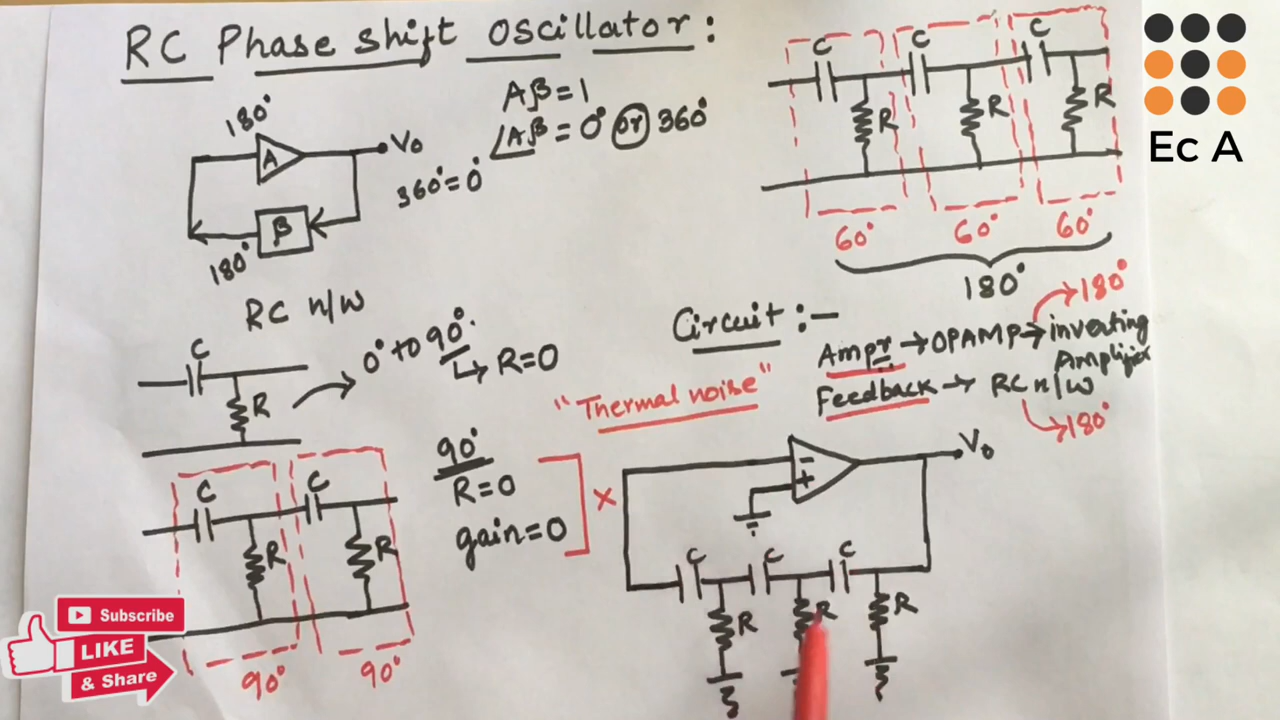 RC Phase shift oscillator :
Aβ=1
∠Aβ = 0° or 360°
180°
A
V₀
360°=0°
β
180°
RC n/w
C
R
0° to 90°.
R=0
C
C
R
R
90°
90°
90°
R=0
gain=0
×
C
C
C
R
R
R
60°
60°
60°
180°
Ec A
Circuit :-
180°
Ampr → OPAMP → inverting
Amplifier
Feedback → RC n/w
180°
"Thermal noise"
-
+
V₀
C
C
C
R
R
R
Subscribe
LIKE
& Share